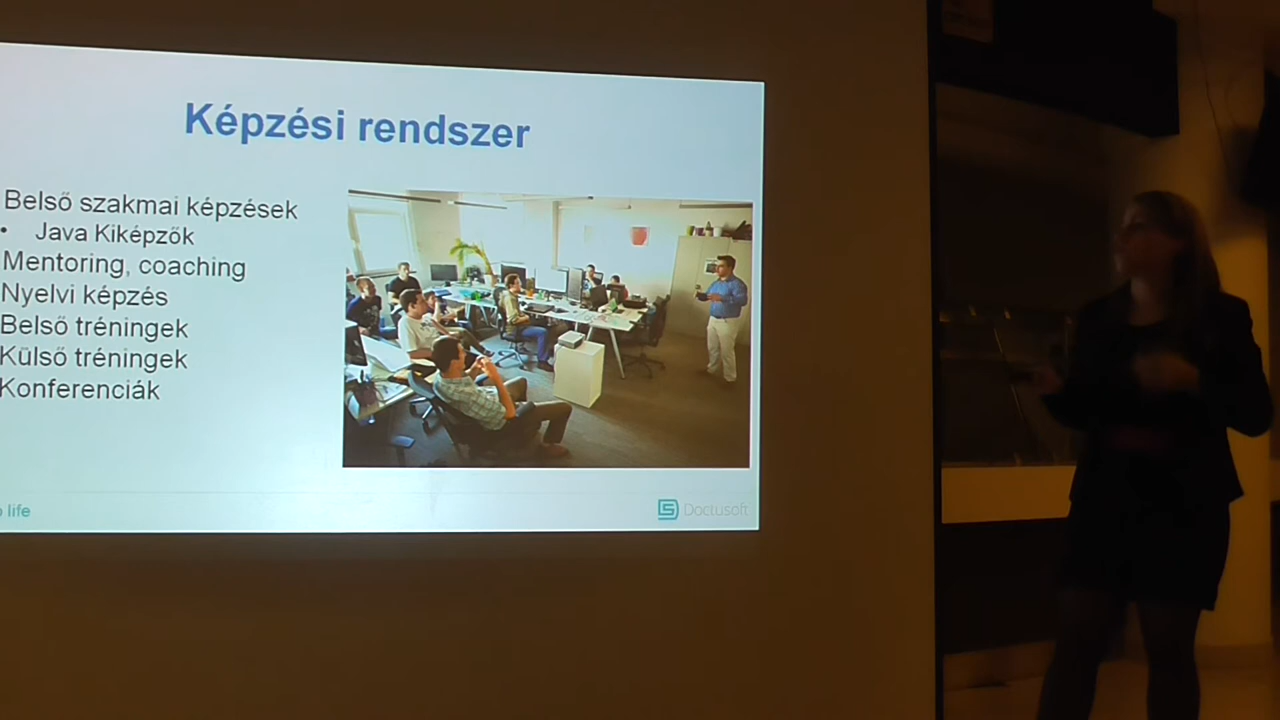 Képzési rendszer
Belső szakmai képzések
• Java Kiképzők
Mentoring, coaching
Nyelvi képzés
Belső tréningek
Külső tréningek
Konferenciák
life
Doctusoft